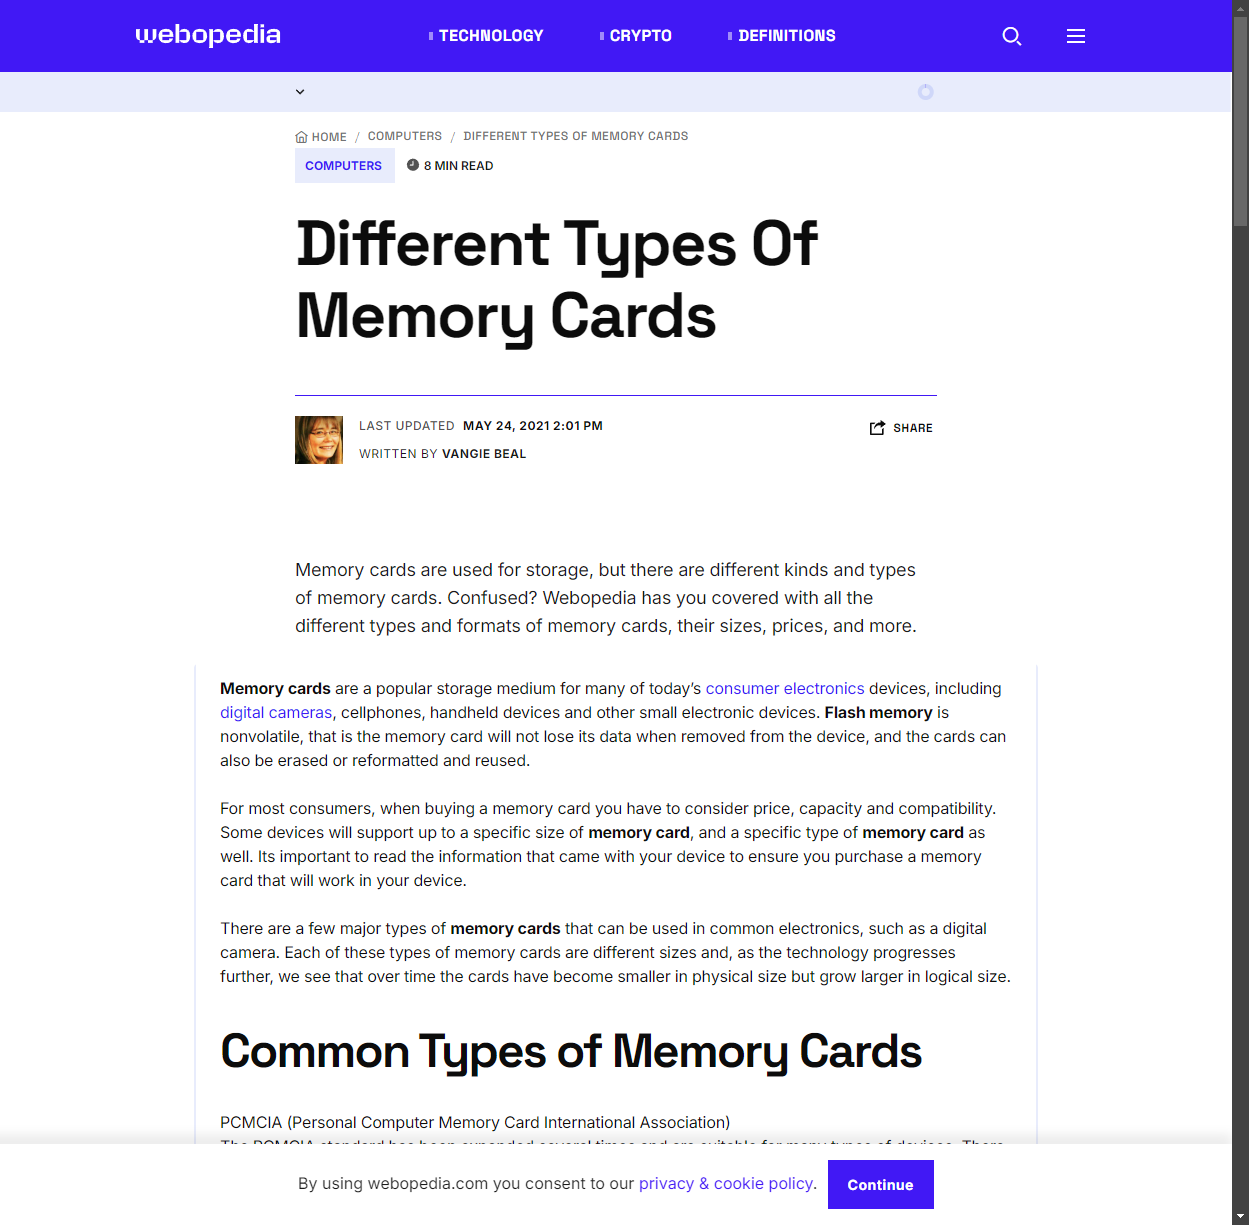 webopedia
TECHNOLOGY
CRYPTO
DEFINITIONS
HOME / COMPUTERS / DIFFERENT TYPES OF MEMORY CARDS
COMPUTERS
8 MIN READ
Different Types Of
Memory Cards
LAST UPDATED MAY 24, 2021 2:01 PM
SHARE
WRITTEN BY VANGIE BEAL
Memory cards are used for storage, but there are different kinds and types
of memory cards. Confused? Webopedia has you covered with all the
different types and formats of memory cards, their sizes, prices, and more.
Memory cards are a popular storage medium for many of today’s consumer electronics devices, including
digital cameras, cellphones, handheld devices and other small electronic devices. Flash memory is
nonvolatile, that is the memory card will not lose its data when removed from the device, and the cards can
also be erased or reformatted and reused.
For most consumers, when buying a memory card you have to consider price, capacity and compatibility.
Some devices will support up to a specific size of memory card, and a specific type of memory card as
well. Its important to read the information that came with your device to ensure you purchase a memory
card that will work in your device.
There are a few major types of memory cards that can be used in common electronics, such as a digital
camera. Each of these types of memory cards are different sizes and, as the technology progresses
further, we see that over time the cards have become smaller in physical size but grow larger in logical size.
Common Types of Memory Cards
PCMCIA (Personal Computer Memory Card International Association)
By using webopedia.com you consent to our privacy & cookie policy.
Continue